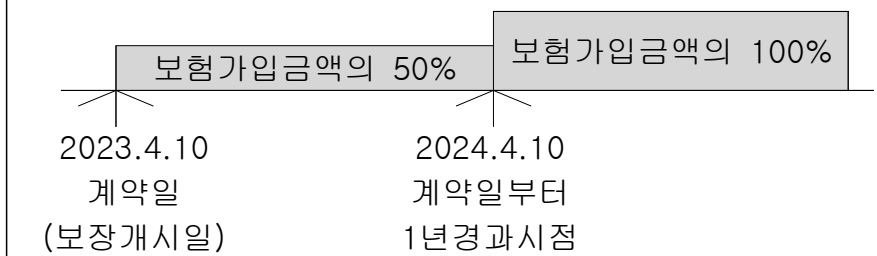 보험가입금액의 50%
보험가입금액의 100%
2023.4.10
계약일
(보장개시일)
2024.4.10
계약일부터
1년경과시점